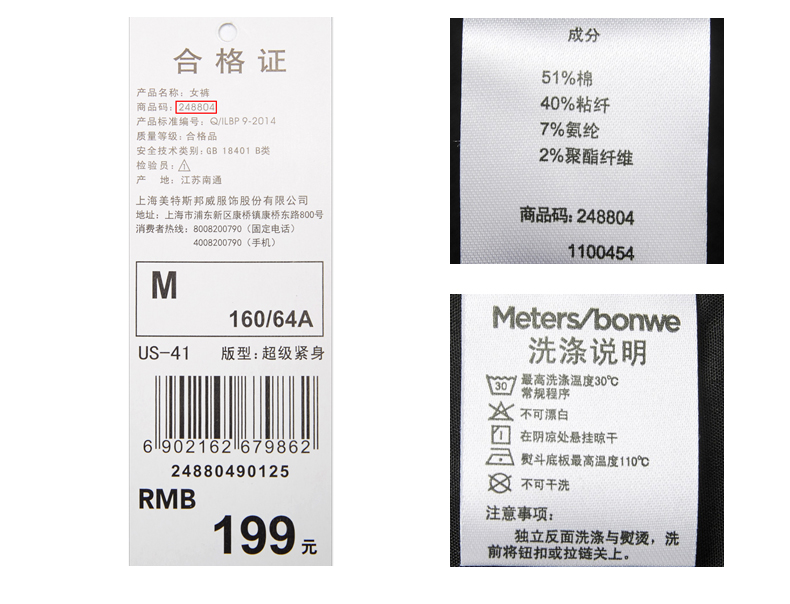 合格证
产品名称：女裤
商品码：248804
产品标准编号：Q/ILBP 9-2014
质量等级：合格品
安全技术类别：GB 18401 B类
检验员：1
产 地：江苏南通
上海美特斯邦威服饰股份有限公司
地址：上海市浦东新区康桥镇康桥东路800号
消费者热线：8008200790（固定电话）
4008200790（手机）
M
160/64A
US-41 版型：超级紧身
6 902162 679862
24880490125
RMB
199元
成分
51%棉
40%粘纤
7%氨纶
2%聚酯纤维
商品码：248804
1100454
Meters/bonwe
洗涤说明
30 最高洗涤温度30℃
常规程序
不可漂白
在阴凉处悬挂晾干
熨斗底板最高温度110℃
不可干洗
注意事项：
独立反面洗涤与熨烫，洗
前将钮扣或拉链关上。